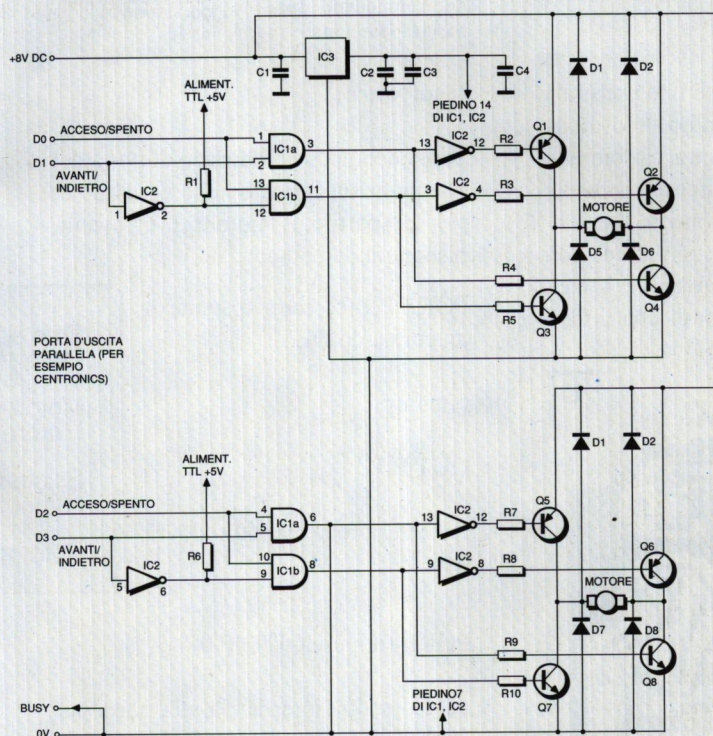 +8V DC
IC3
C1
C2
C3
C4
D1
D2
ALIMENT.
TTL +5V
PIEDINO 14
DI IC1, IC2
D0
ACCESO/SPENTO
D1
AVANTI/
INDIETRO
R1
1
2
3
IC1a
13
IC2
12
R2
Q1
13
12
11
IC1b
3
IC2
4
R3
Q2
1
IC2
2
MOTORE
D5
D6
R4
R5
Q3
Q4
PORTA D'USCITA
PARALLELA (PER
ESEMPIO
CENTRONICS)
D1
D2
ALIMENT.
TTL +5V
D2
ACCESO/SPENTO
D3
AVANTI/
INDIETRO
R6
4
5
6
IC1a
13
IC2
12
R7
Q5
10
9
8
IC1b
9
IC2
8
R8
Q6
5
IC2
6
MOTORE
D7
D8
R9
R10
Q7
Q8
PIEDINO7
DI IC1, IC2
BUSY
0V